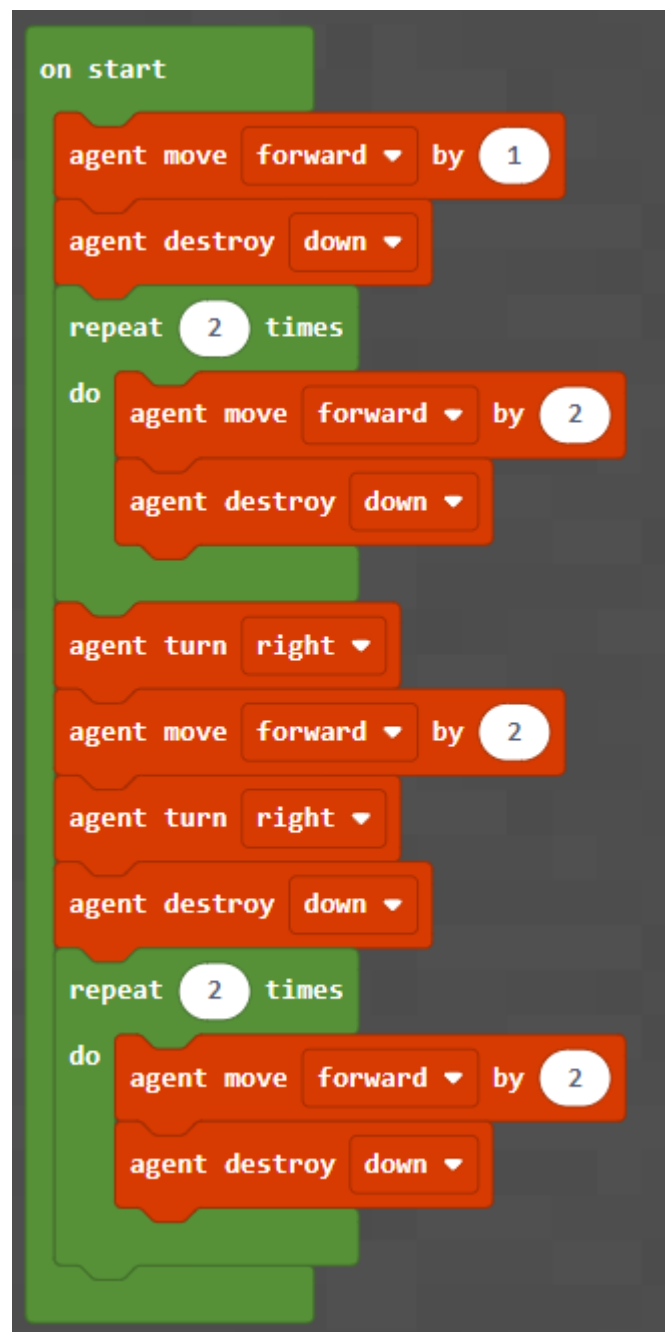 on start
agent move forward by 1
agent destroy down
repeat 2 times
do
agent move forward by 2
agent destroy down
agent turn right
agent move forward by 2
agent turn right
agent destroy down
repeat 2 times
do
agent move forward by 2
agent destroy down